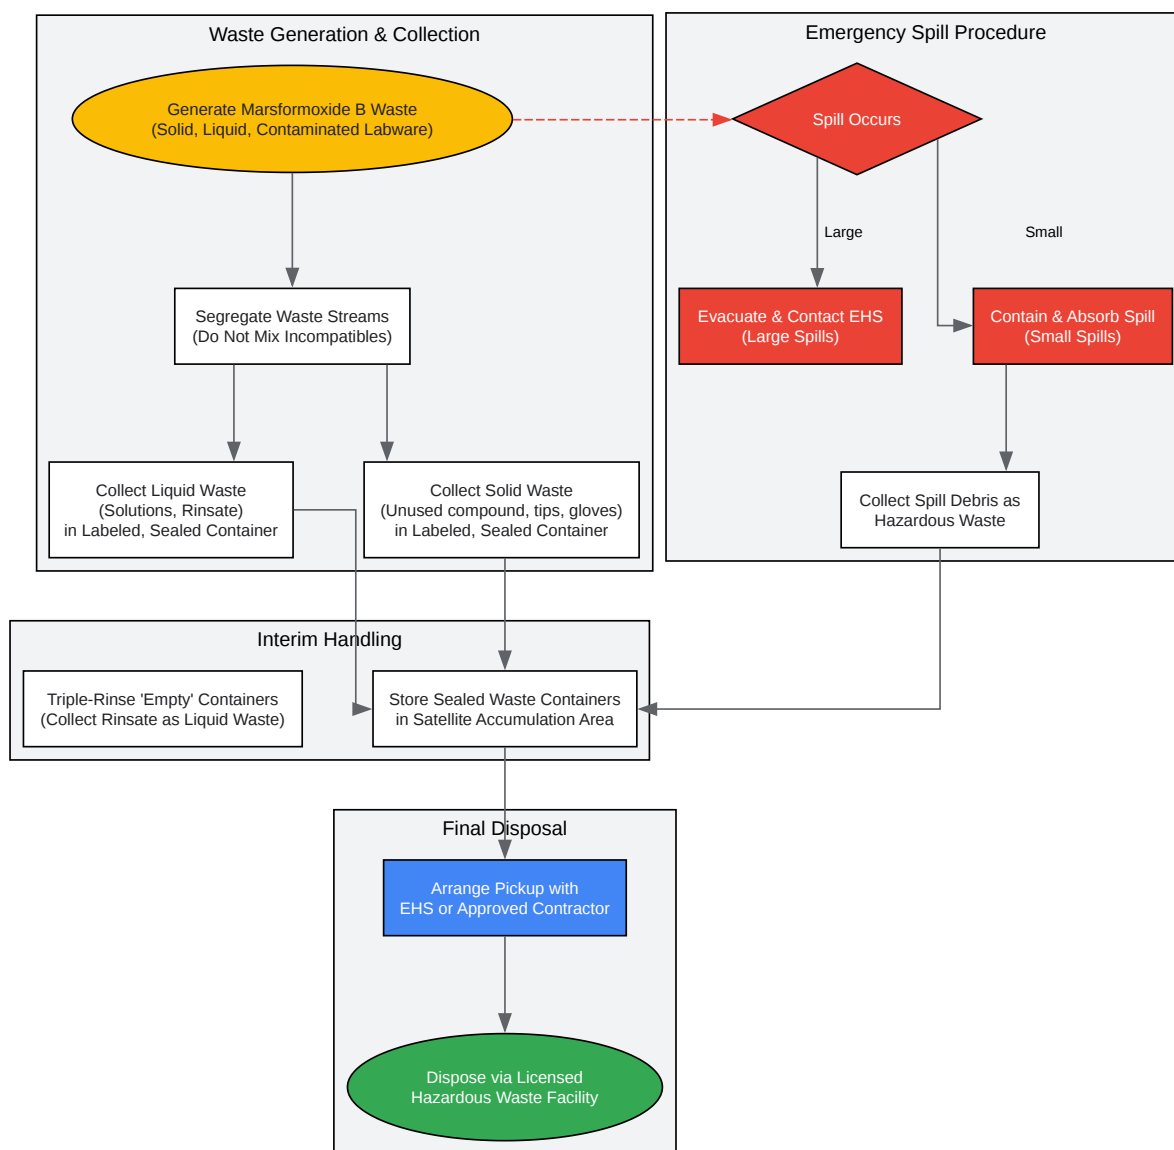 Waste Generation & Collection
Generate Marsformoxide B Waste
(Solid, Liquid, Contaminated Labware)
Segregate Waste Streams
(Do Not Mix Incompatibles)
Collect Liquid Waste
(Solutions, Rinsate)
in Labeled, Sealed Container
Collect Solid Waste
(Unused compound, tips, gloves)
in Labeled, Sealed Container
Emergency Spill Procedure
Spill Occurs
Large
Small
Evacuate & Contact EHS
(Large Spills)
Contain & Absorb Spill
(Small Spills)
Collect Spill Debris as
Hazardous Waste
Interim Handling
Triple-Rinse 'Empty' Containers
(Collect Rinsate as Liquid Waste)
Store Sealed Waste Containers
in Satellite Accumulation Area
Final Disposal
Arrange Pickup with
EHS or Approved Contractor
Dispose via Licensed
Hazardous Waste Facility